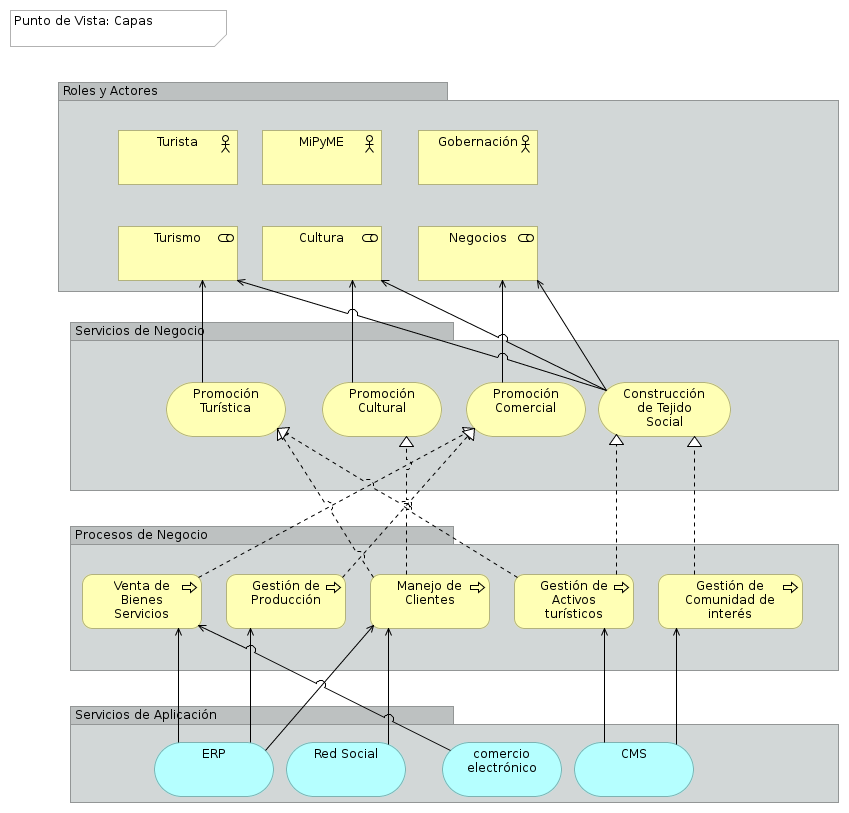 Punto de Vista: Capas
Roles y Actores
Turista
MiPyME
Gobernación
Turismo
Cultura
Negocios
Servicios de Negocio
Promoción
Turística
Promoción
Cultural
Promoción
Comercial
Construcción
de Tejido
Social
Procesos de Negocio
Venta de
Bienes
Servicios
Gestión de
Producción
Manejo de
Clientes
Gestión de
Activos
turísticos
Gestión de
Comunidad de
interés
Servicios de Aplicación
ERP
Red Social
comercio
electrónico
CMS